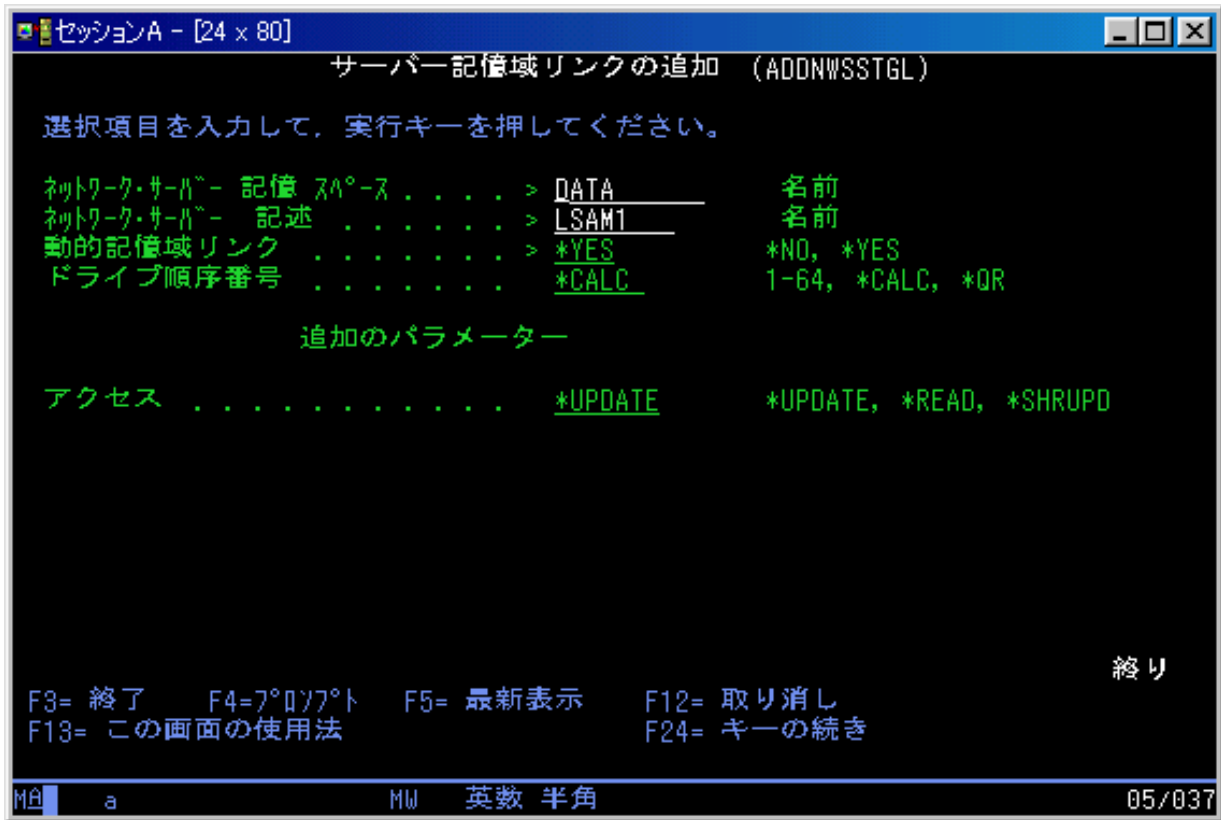 セッションA - [24 x 80]
サーバー記憶域リンクの追加 (ADDNWSSTGL)
選択項目を入力して, 実行キーを押してください。
ネットワーク・サーバー 記憶 スペース . . . . > DATA 名前
ネットワーク・サーバー 記述 . . . . . . > LSAM1 名前
動的記憶域リンク . . . . . . . > *YES *NO, *YES
ドライブ順序番号 . . . . . . . *CALC 1-64, *CALC, *QR
追加のパラメーター
アクセス . . . . . . . . . . . *UPDATE *UPDATE, *READ, *SHRUPD
終り
F3= 終了 F4=プロンプト F5= 最新表示 F12= 取り消し
F13= この画面の使用法 F24= キーの続き
MA a MW 英数 半角 05/037